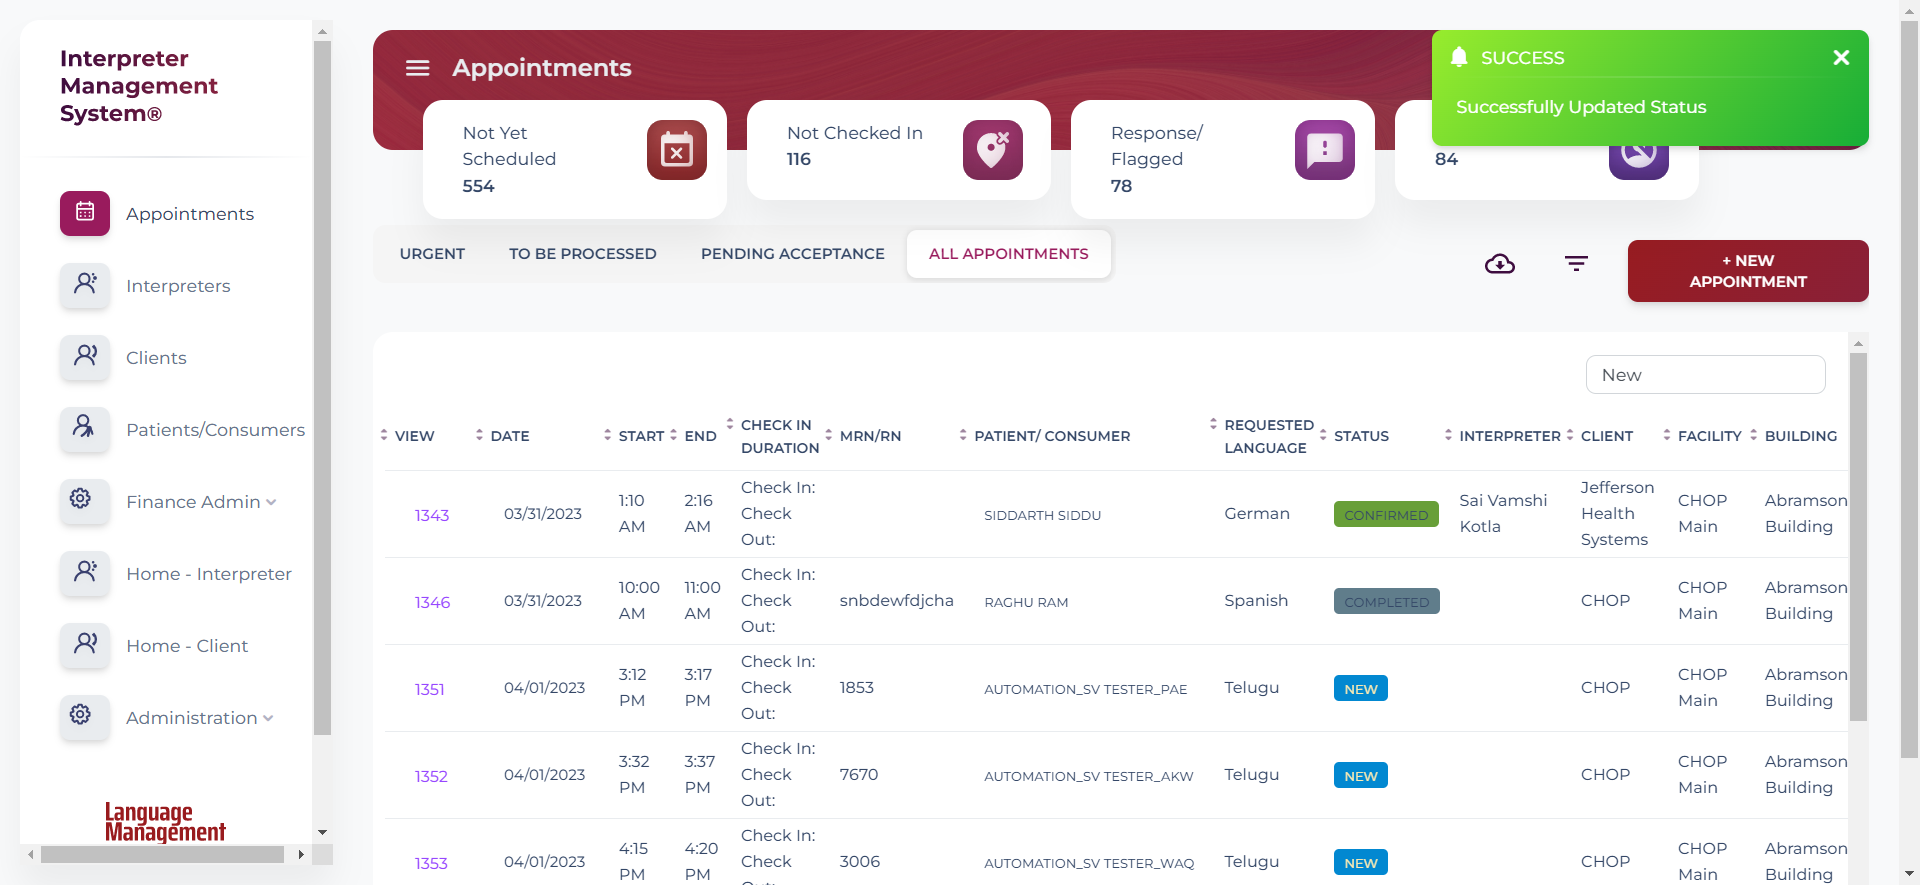 Interpreter
Management
System®
Appointments
Interpreters
Clients
Patients/Consumers
Finance Admin
Home - Interpreter
Home - Client
Administration
Language
Management
Appointments
Not Yet
Scheduled
554
Not Checked In
116
Response/
Flagged
78
84
SUCCESS
Successfully Updated Status
URGENT
TO BE PROCESSED
PENDING ACCEPTANCE
ALL APPOINTMENTS
+ NEW
APPOINTMENT
New
VIEW DATE START END CHECK IN DURATION MRN/RN PATIENT/ CONSUMER REQUESTED LANGUAGE STATUS INTERPRETER CLIENT FACILITY BUILDING
1343 03/31/2023 1:10 AM 2:16 AM Check In: Check Out: SIDDARTH SIDDU German CONFIRMED Sai Vamshi Kotla Jefferson Health Systems CHOP Main Abramson Building
1346 03/31/2023 10:00 AM 11:00 AM Check In: Check Out: snbdewfdjcha RAGHU RAM Spanish COMPLETED CHOP CHOP Main Abramson Building
1351 04/01/2023 3:12 PM 3:17 PM Check In: Check Out: 1853 AUTOMATION_SV TESTER_PAE Telugu NEW CHOP CHOP Main Abramson Building
1352 04/01/2023 3:32 PM 3:37 PM Check In: Check Out: 7670 AUTOMATION_SV TESTER_AKW Telugu NEW CHOP CHOP Main Abramson Building
1353 04/01/2023 4:15 PM 4:20 PM Check In: Check Out: 3006 AUTOMATION_SV TESTER_WAQ Telugu NEW CHOP CHOP Main Abramson Building